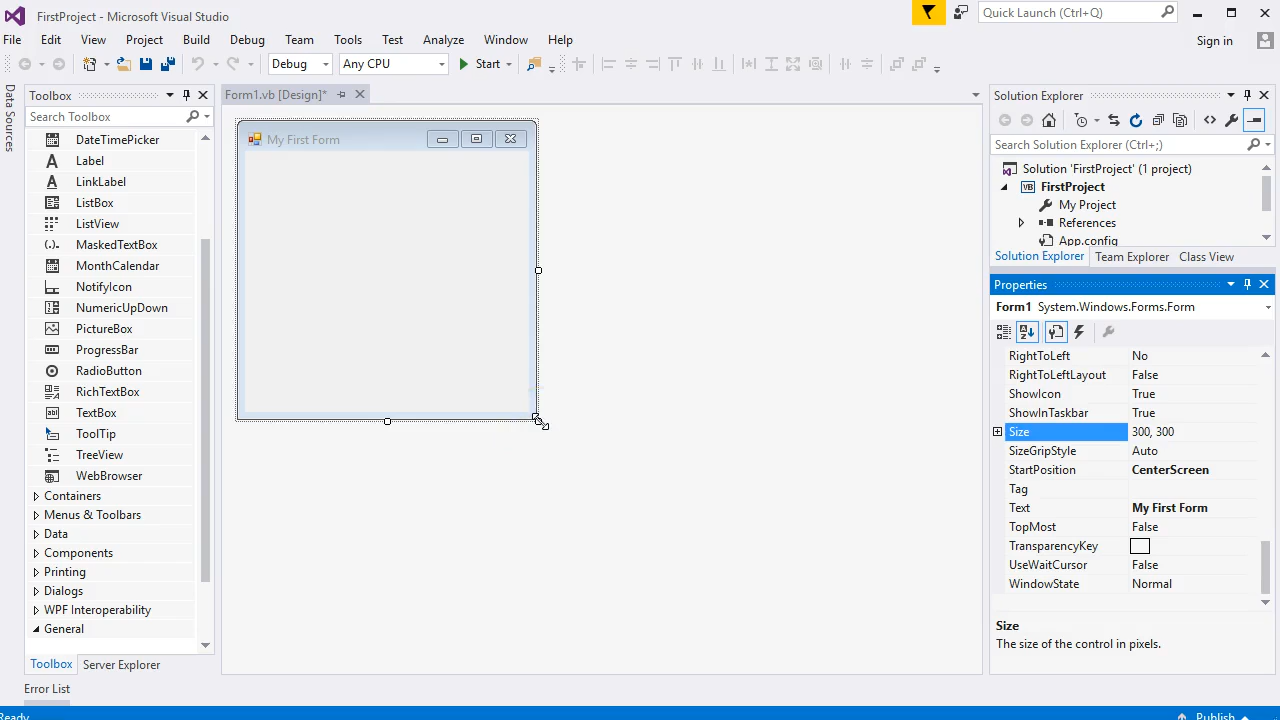 FirstProject - Microsoft Visual Studio
Quick Launch (Ctrl+Q)
File Edit View Project Build Debug Team Tools Test Analyze Window Help
Sign in
Debug Any CPU Start
Data Sources
Toolbox
Search Toolbox
DateTimePicker
Label
LinkLabel
ListBox
ListView
MaskedTextBox
MonthCalendar
NotifyIcon
NumericUpDown
PictureBox
ProgressBar
RadioButton
RichTextBox
TextBox
ToolTip
TreeView
WebBrowser
Containers
Menus & Toolbars
Data
Components
Printing
Dialogs
WPF Interoperability
General
Toolbox Server Explorer
Form1.vb [Design]*
My First Form
Solution Explorer
Search Solution Explorer (Ctrl+;)
Solution 'FirstProject' (1 project)
VB FirstProject
My Project
References
App.config
Solution Explorer Team Explorer Class View
Properties
Form1 System.Windows.Forms.Form
RightToLeft No
RightToLeftLayout False
ShowIcon True
ShowInTaskbar True
Size 300, 300
SizeGripStyle Auto
StartPosition CenterScreen
Tag
Text My First Form
TopMost False
TransparencyKey
UseWaitCursor False
WindowState Normal
Size
The size of the control in pixels.
Error List
Ready
Publish